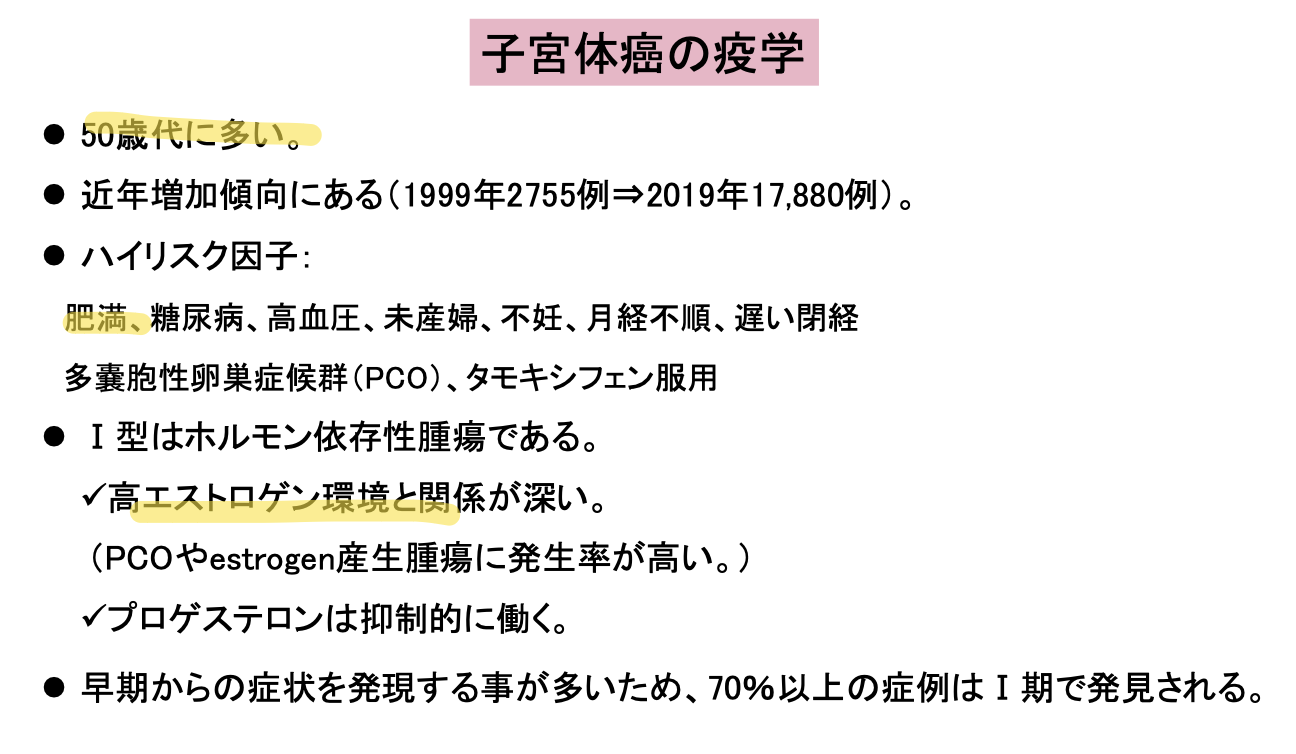 子宮体癌の疫学
● 50歳代に多い。
● 近年増加傾向にある（1999年2755例⇒2019年17,880例）。
● ハイリスク因子：
肥満、糖尿病、高血圧、未産婦、不妊、月経不順、遅い閉経
多嚢胞性卵巣症候群（PCO）、タモキシフェン服用
● Ⅰ型はホルモン依存性腫瘍である。
✓高エストロゲン環境と関係が深い。
（PCOやestrogen産生腫瘍に発生率が高い。）
✓プロゲステロンは抑制的に働く。
● 早期からの症状を発現する事が多いため、70％以上の症例はⅠ期で発見される。